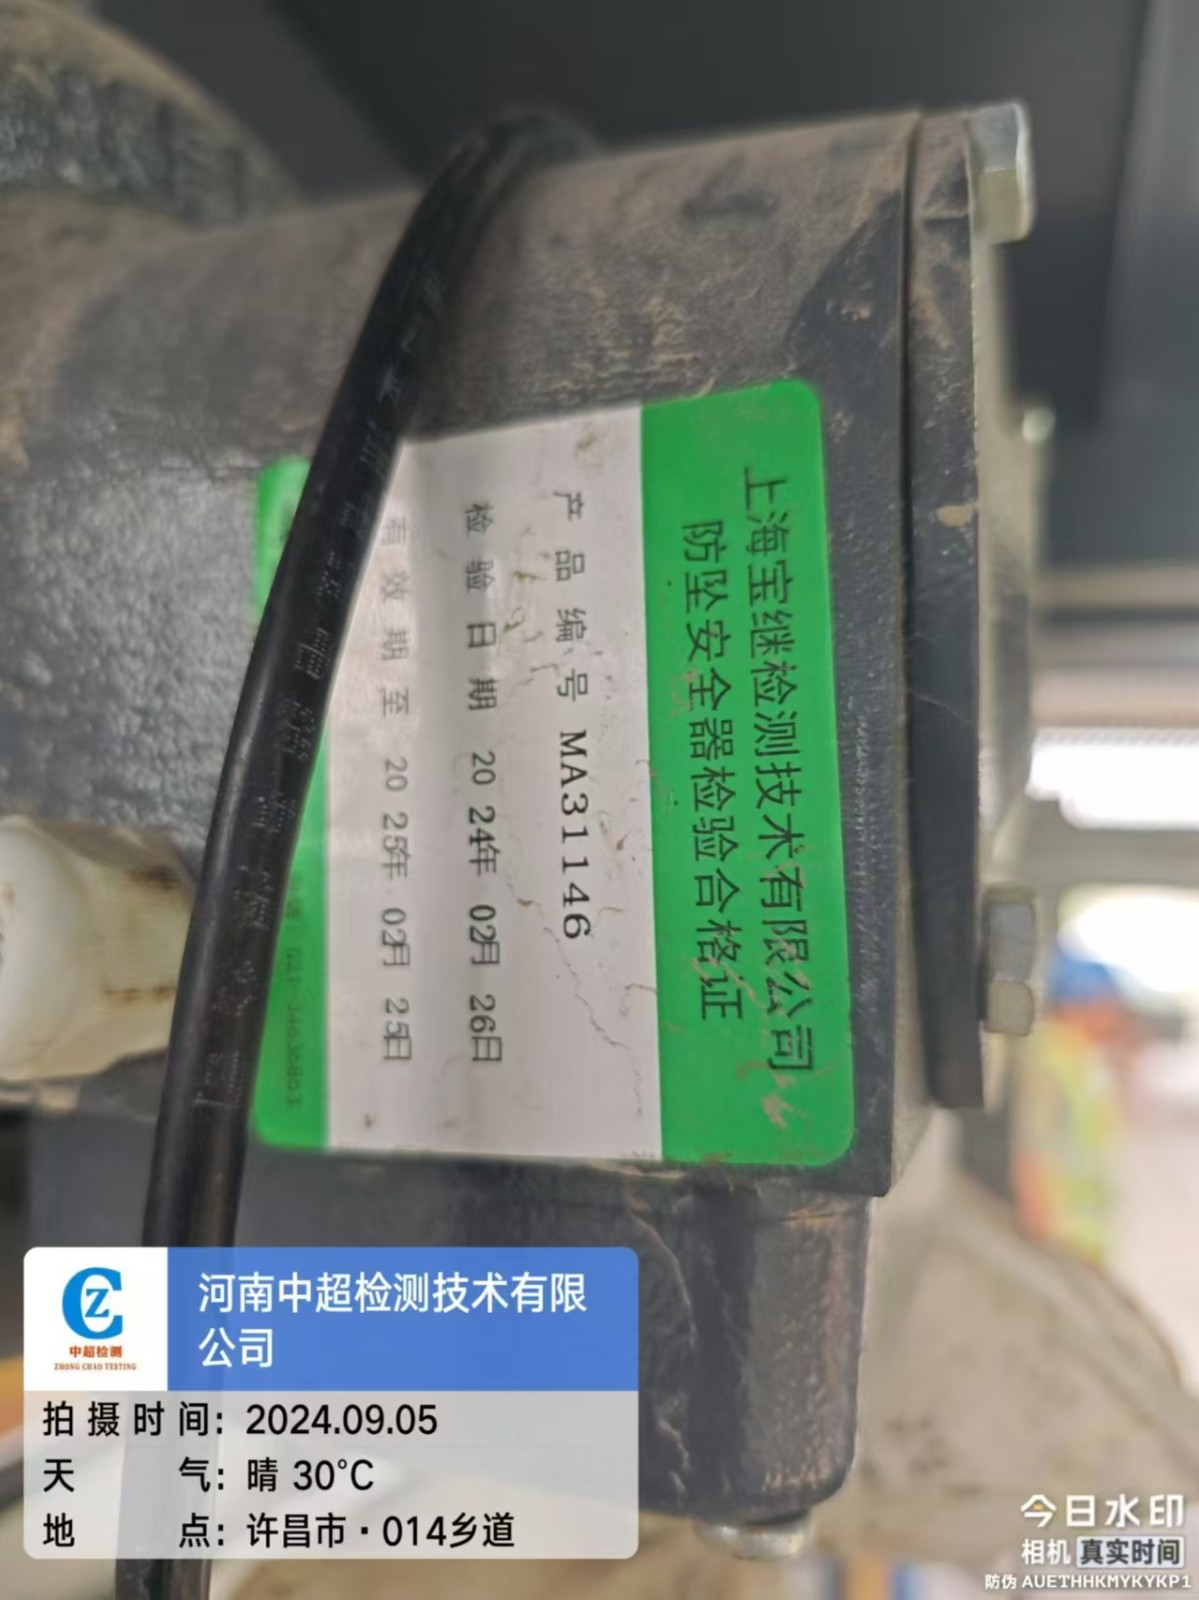 上海宝继检测技术有限公司
防坠安全器检验合格证
产品编号 MA31146
检验日期 2024年 02月 26日
有效期至 2025年 02月 25日
中超检测
ZHONG CHAO TESTING
河南中超检测技术有限
公司
拍摄时间: 2024.09.05
天气: 晴 30°C
地点: 许昌市·014乡道
今日水印
相机 真实时间
防伪 AUETHHKMYKYKP1